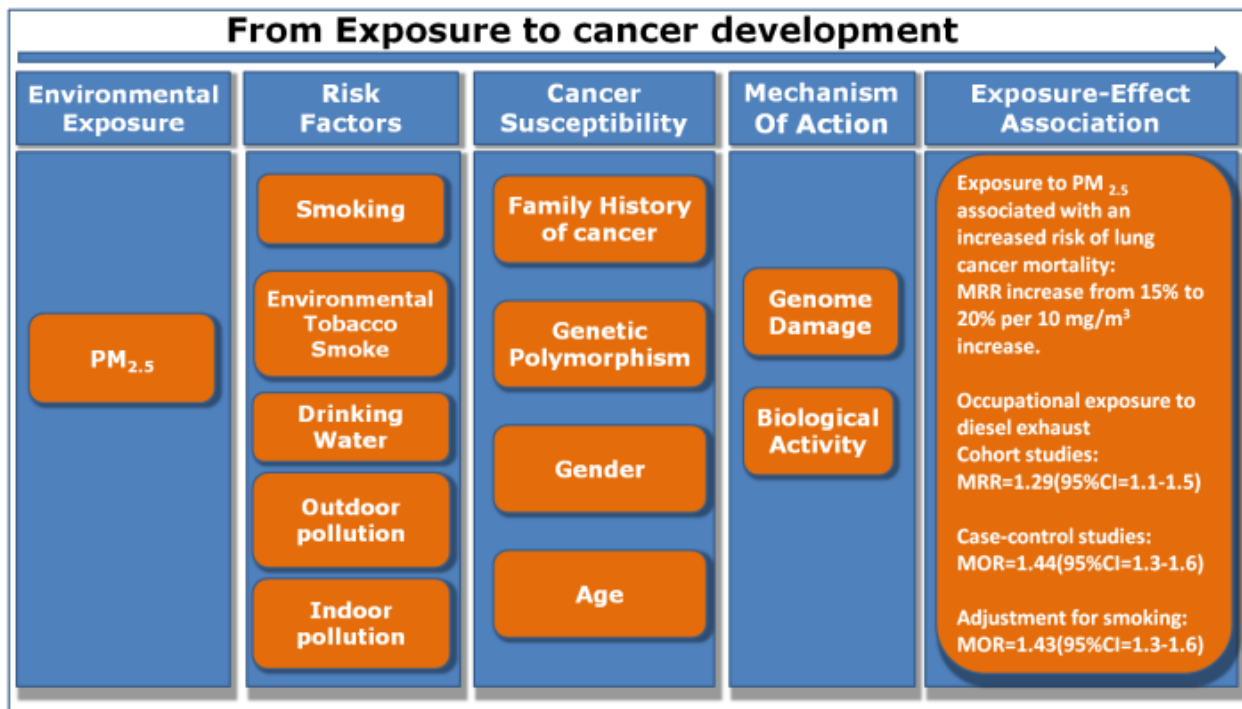 From Exposure to cancer development
Environmental
Exposure
Risk
Factors
Cancer
Susceptibility
Mechanism
Of Action
Exposure-Effect
Association
PM2.5
Smoking
Environmental
Tobacco
Smoke
Drinking
Water
Outdoor
pollution
Indoor
pollution
Family History
of cancer
Genetic
Polymorphism
Gender
Age
Genome
Damage
Biological
Activity
Exposure to PM 2.5
associated with an
increased risk of lung
cancer mortality:
MRR increase from 15% to
20% per 10 mg/m³
increase.
Occupational exposure to
diesel exhaust
Cohort studies:
MRR=1.29(95%CI=1.1-1.5)
Case-control studies:
MOR=1.44(95%CI=1.3-1.6)
Adjustment for smoking:
MOR=1.43(95%CI=1.3-1.6)